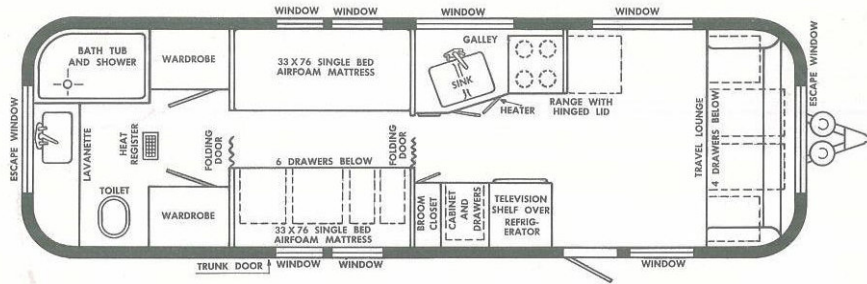 WINDOW
WINDOW
WINDOW
WINDOW
BATH TUB
AND SHOWER
WARDROBE
33 X 76 SINGLE BED
AIRFOAM MATTRESS
GALLEY
SINK
HEATER
RANGE WITH
HINGED LID
ESCAPE WINDOW
ESCAPE WINDOW
LAVANETTE
HEAT
REGISTER
FOLDING
DOOR
FOLDING
DOOR
6 DRAWERS BELOW
TRAVEL LOUNGE
4 DRAWERS BELOW
TOILET
WARDROBE
33 X 76 SINGLE BED
AIRFOAM MATTRESS
BROOM
CLOSET
CABINET
AND
DRAWERS
TELEVISION
SHELF OVER
REFRIG-
ERATOR
TRUNK DOOR
WINDOW
WINDOW
WINDOW